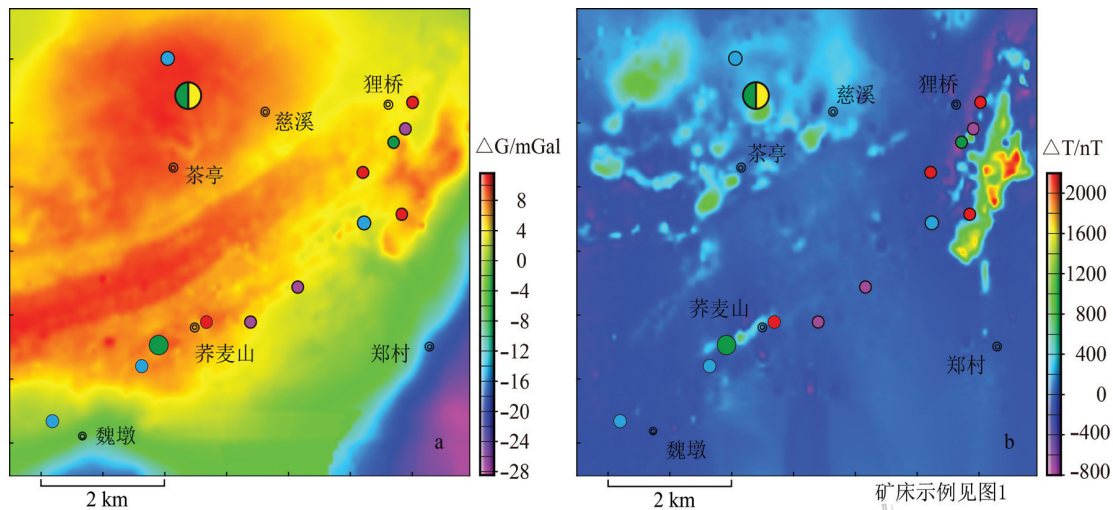 狸桥
慈溪
茶亭
荞麦山
郑村
魏墩
a
2 km
△G/mGal
8
4
0
−4
−8
−12
−16
−20
−24
−28
狸桥
慈溪
茶亭
荞麦山
郑村
魏墩
b
2 km
矿床示例见图1
△T/nT
2000
1600
1200
800
400
0
−400
−800